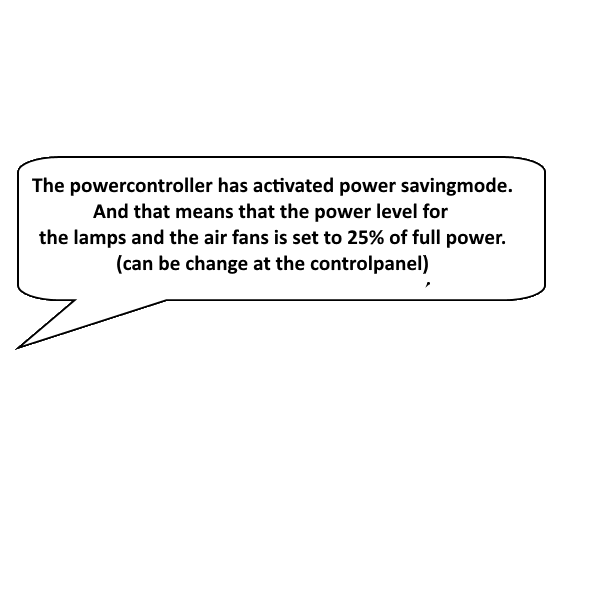 The powercontroller has activated power savingmode.
And that means that the power level for
the lamps and the air fans is set to 25% of full power.
(can be change at the controlpanel)